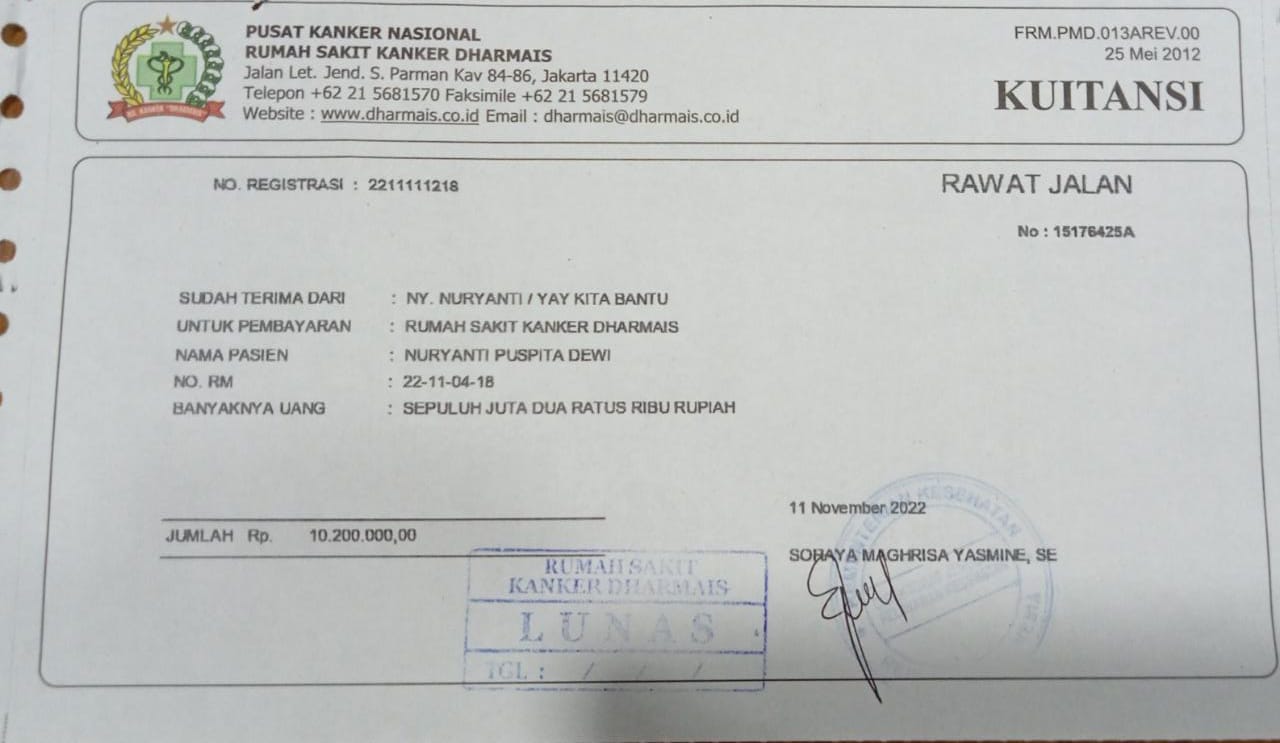 PUSAT KANKER NASIONAL
RUMAH SAKIT KANKER DHARMAIS
Jalan Let. Jend. S. Parman Kav 84-86, Jakarta 11420
Telepon +62 21 5681570 Faksimile +62 21 5681579
Website : www.dharmais.co.id Email : dharmais@dharmais.co.id
FRM.PMD.013AREV.00
25 Mei 2012
KUITANSI
NO. REGISTRASI : 2211111218
RAWAT JALAN
No : 15176425A
SUDAH TERIMA DARI : NY. NURYANTI / YAY KITA BANTU
UNTUK PEMBAYARAN : RUMAH SAKIT KANKER DHARMAIS
NAMA PASIEN : NURYANTI PUSPITA DEWI
NO. RM : 22-11-04-18
BANYAKNYA UANG : SEPULUH JUTA DUA RATUS RIBU RUPIAH
JUMLAH Rp. 10.200.000,00
11 November 2022
SORAYA MAGHRISA YASMINE, SE
RUMAH SAKIT
KANKER DHARMAIS
LUNAS
TGL : / / /
KESEHATAN